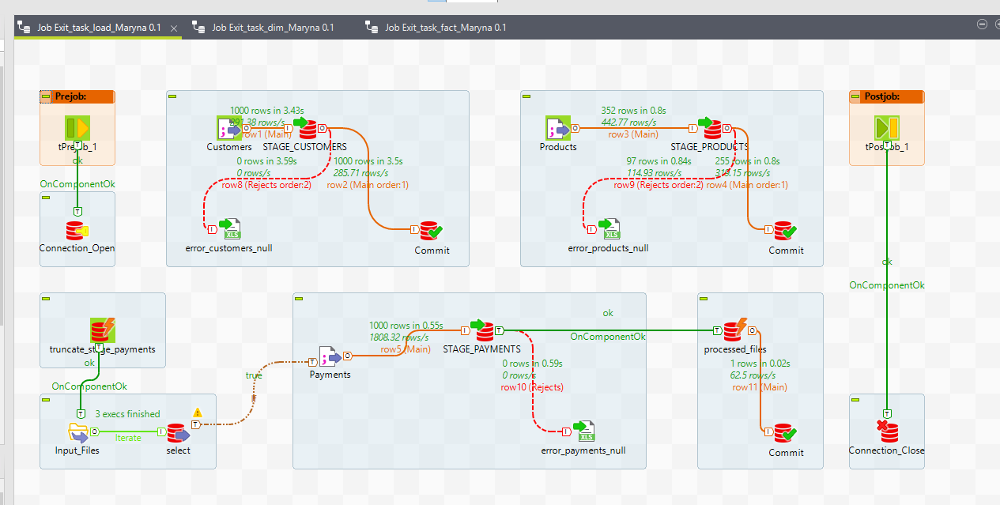 Job Exit_task_load_Maryna 0.1
Job Exit_task_dim_Maryna 0.1
Job Exit_task_fact_Maryna 0.1
Prejob:
tPrejob_1
ok
OnComponentOk
Connection_Open
1000 rows in 3.43s
291.38 rows/s
row1 (Main)
Customers
STAGE_CUSTOMERS
0 rows in 3.59s
0 rows/s
row8 (Rejects order:2)
1000 rows in 3.5s
285.71 rows/s
row2 (Main order:1)
error_customers_null
XLS
Commit
352 rows in 0.8s
442.77 rows/s
row3 (Main)
Products
STAGE_PRODUCTS
97 rows in 0.84s
114.93 rows/s
row9 (Rejects order:2)
255 rows in 0.8s
319.15 rows/s
row4 (Main order:1)
error_products_null
XLS
Commit
Postjob:
tPostjob_1
ok
OnComponentOk
Connection_Close
truncate_stage_payments
ok
OnComponentOk
3 execs finished
Iterate
Input_Files
select
true
if
Payments
1000 rows in 0.55s
1808.32 rows/s
row5 (Main)
STAGE_PAYMENTS
ok
OnComponentOk
0 rows in 0.59s
0 rows/s
row10 (Rejects)
error_payments_null
XLS
processed_files
1 rows in 0.02s
62.5 rows/s
row11 (Main)
Commit